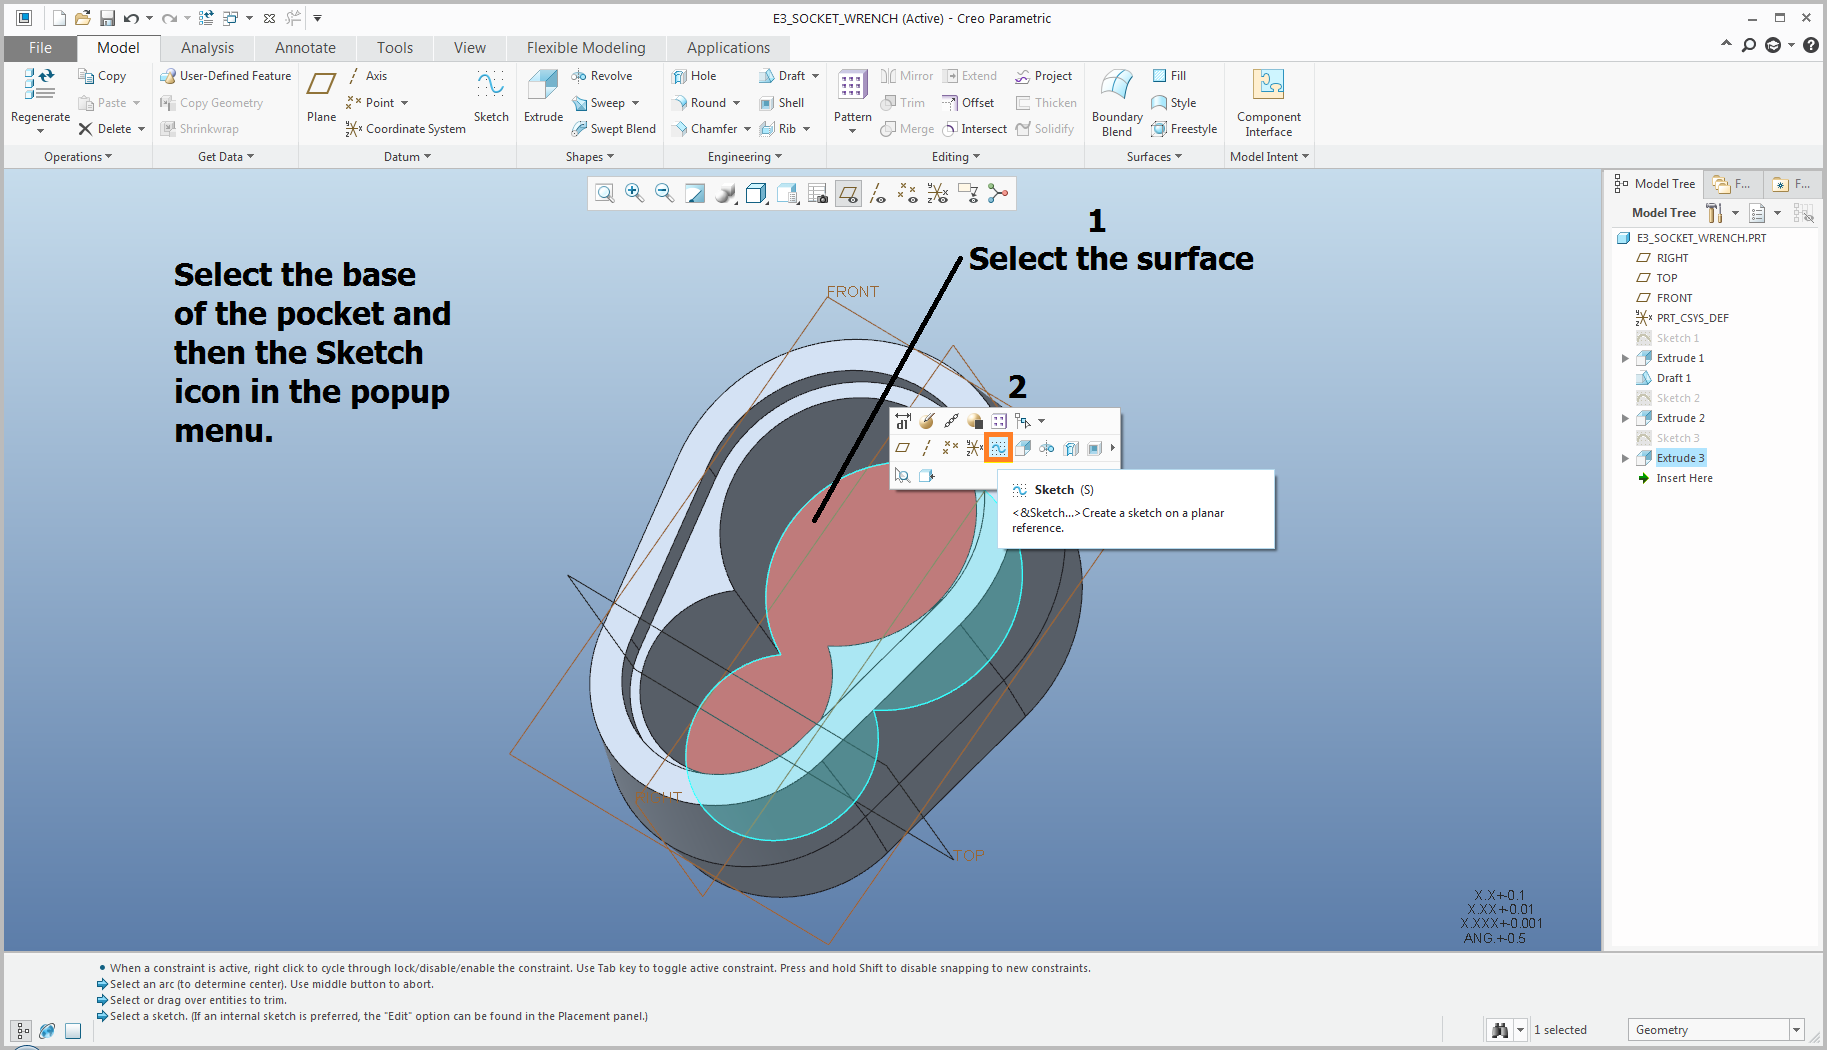 E3_SOCKET_WRENCH (Active) - Creo Parametric
File Model Analysis Annotate Tools View Flexible Modeling Applications
Regenerate
Copy
Paste
Delete
User-Defined Feature
Copy Geometry
Shrinkwrap
Plane
Axis
Point
Coordinate System
Sketch
Extrude
Revolve
Sweep
Swept Blend
Hole
Round
Chamfer
Draft
Shell
Rib
Pattern
Mirror
Trim
Merge
Extend
Offset
Intersect
Project
Thicken
Solidify
Boundary
Blend
Fill
Style
Freestyle
Component
Interface
Operations Get Data Datum Shapes Engineering Editing Surfaces Model Intent
1
Select the surface
Select the base
of the pocket and
then the Sketch
icon in the popup
menu.
FRONT
2
Sketch (S)
<&Sketch...>Create a sketch on a planar
reference.
TOP
X.X+-0.1
X.XX+-0.01
X.XXX+-0.001
ANG.+-0.5
Model Tree F... F...
Model Tree
E3_SOCKET_WRENCH.PRT
RIGHT
TOP
FRONT
PRT_CSYS_DEF
Sketch 1
Extrude 1
Draft 1
Sketch 2
Extrude 2
Sketch 3
Extrude 3
Insert Here
When a constraint is active, right click to cycle through lock/disable/enable the constraint. Use Tab key to toggle active constraint. Press and hold Shift to disable snapping to new constraints.
Select an arc (to determine center). Use middle button to abort.
Select or drag over entities to trim.
Select a sketch. (If an internal sketch is preferred, the "Edit" option can be found in the Placement panel.)
1 selected
Geometry